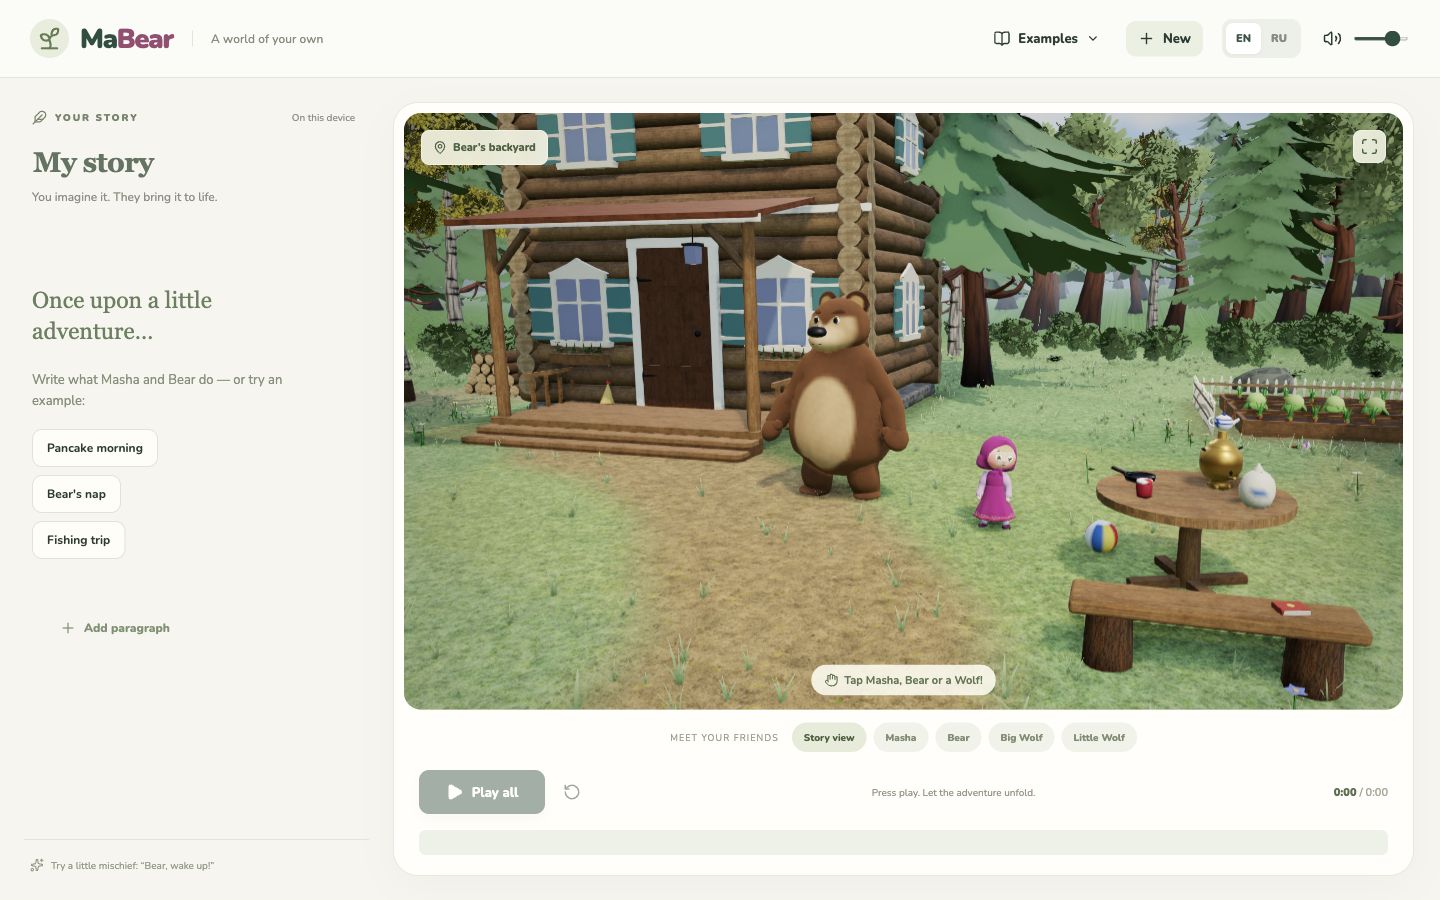 MaBear
A world of your own
Examples
New
EN
RU
YOUR STORY
On this device
My story
You imagine it. They bring it to life.
Once upon a little
adventure...
Write what Masha and Bear do — or try an
example:
Pancake morning
Bear's nap
Fishing trip
Add paragraph
Try a little mischief: “Bear, wake up!”
Bear's backyard
Tap Masha, Bear or a Wolf!
MEET YOUR FRIENDS
Story view
Masha
Bear
Big Wolf
Little Wolf
Play all
Press play. Let the adventure unfold.
0:00 / 0:00